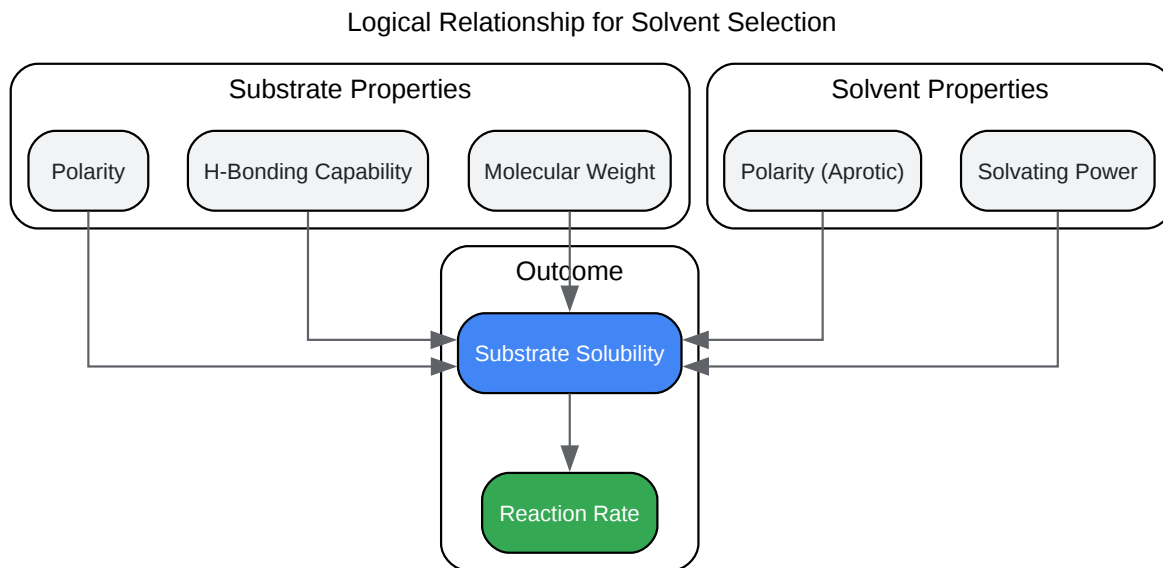 Logical Relationship for Solvent Selection
Substrate Properties
Solvent Properties
Polarity
H-Bonding Capability
Molecular Weight
Polarity (Aprotic)
Solvating Power
Outcome
Substrate Solubility
Reaction Rate